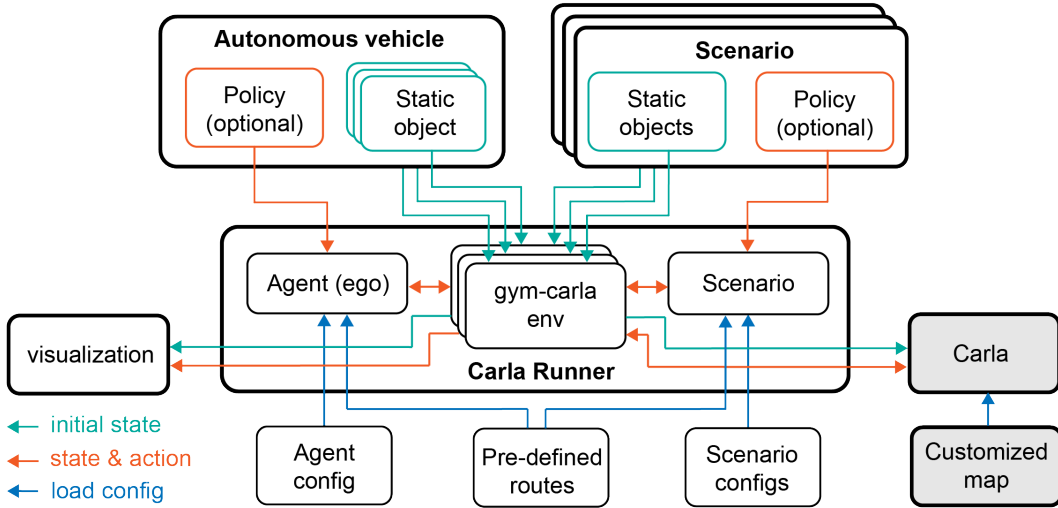 Autonomous vehicle
Policy
(optional)
Static
object
Scenario
Static
objects
Policy
(optional)
Agent (ego)
gym-carla
env
Scenario
Carla Runner
visualization
Carla
initial state
state & action
load config
Agent
config
Pre-defined
routes
Scenario
configs
Customized
map